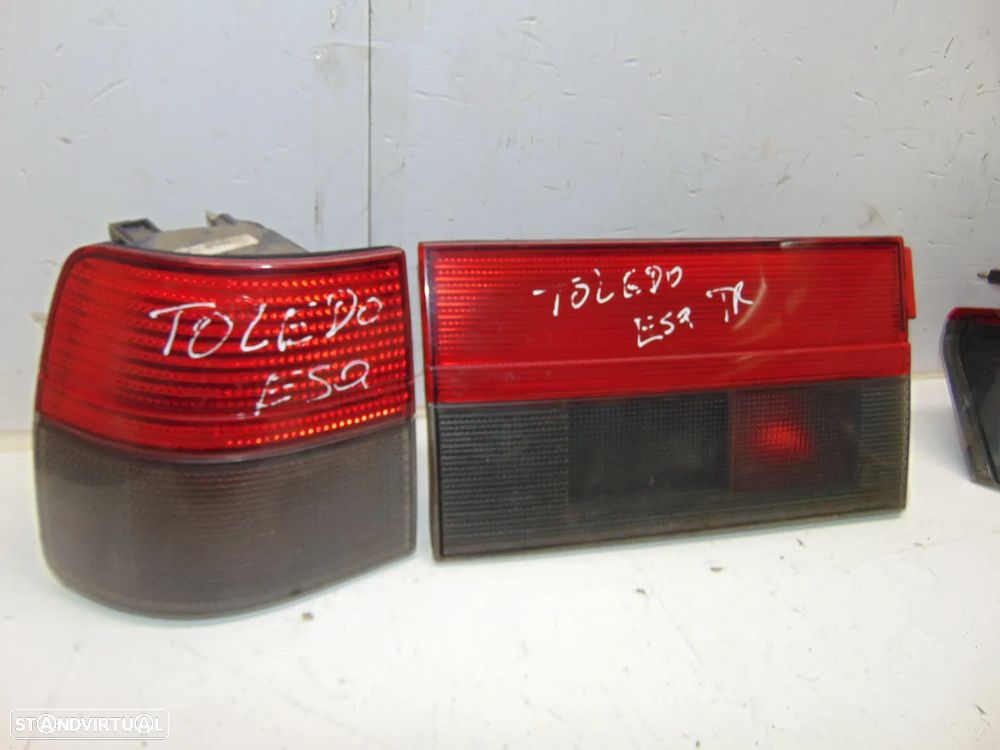 TOLEDO
ESQ
TOLEDO
ESQ TR
STANDVIRTUAL